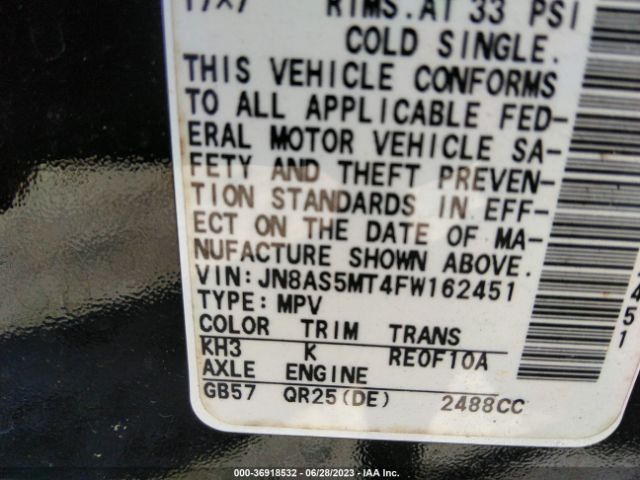 17x7 RIMS.AT 33 PSI
COLD SINGLE.
THIS VEHICLE CONFORMS
TO ALL APPLICABLE FED-
ERAL MOTOR VEHICLE SA-
FETY AND THEFT PREVEN-
TION STANDARDS IN EFF-
ECT ON THE DATE OF MA-
NUFACTURE SHOWN ABOVE.
VIN:JN8AS5MT4FW162451
TYPE:MPV
COLOR TRIM TRANS
KH3 K RE0F10A
AXLE ENGINE
GB57 QR25(DE) 2488CC
451
000-36918532 - 06/28/2023 - IAA Inc.